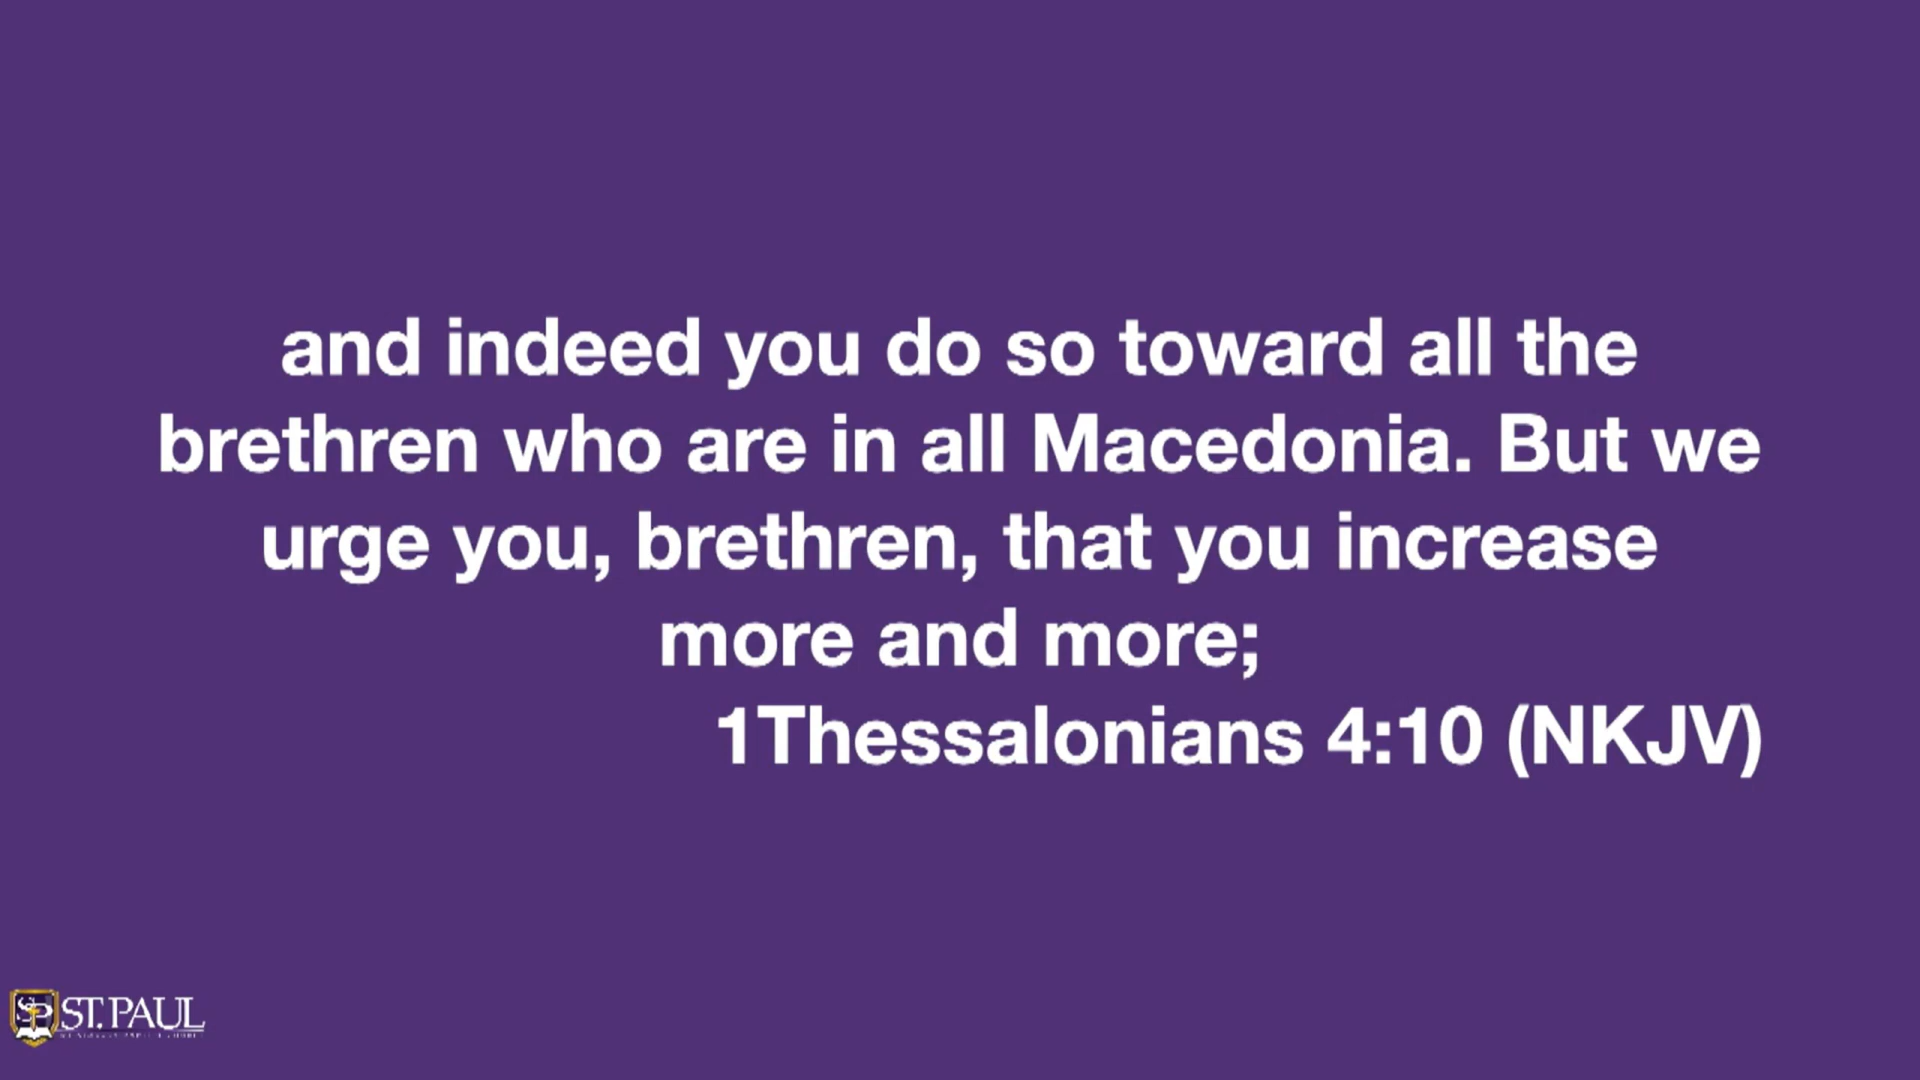 and indeed you do so toward all the
brethren who are in all Macedonia. But we
urge you, brethren, that you increase
more and more;
1Thessalonians 4:10 (NKJV)
ST. PAUL